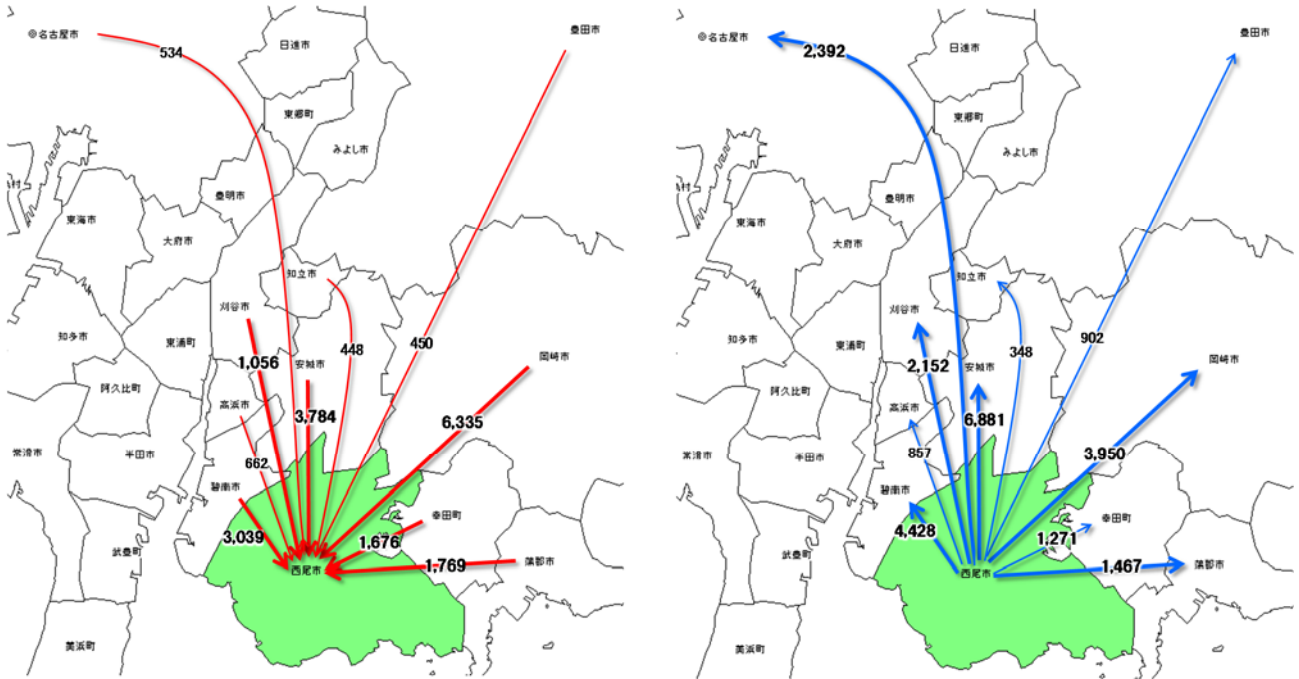 ◎名古屋市
534
日進市
豊田市
東郷町
みよし市
村
豊明市
東海市
大府市
知立市
刈谷市
知多市
東浦町
448
450
1,056
安城市
岡崎市
阿久比町
高浜市
3,784
6,335
常滑市
半田市
662
碧南市
幸田町
3,039
1,676
武豊町
西尾市
1,769
蒲郡市
美浜町
◎名古屋市
2,392
日進市
豊田市
東郷町
みよし市
村
豊明市
東海市
大府市
知立市
刈谷市
知多市
東浦町
348
902
2,152
安城市
岡崎市
阿久比町
高浜市
6,881
857
3,950
常滑市
半田市
碧南市
幸田町
4,428
1,271
武豊町
西尾市
1,467
蒲郡市
美浜町